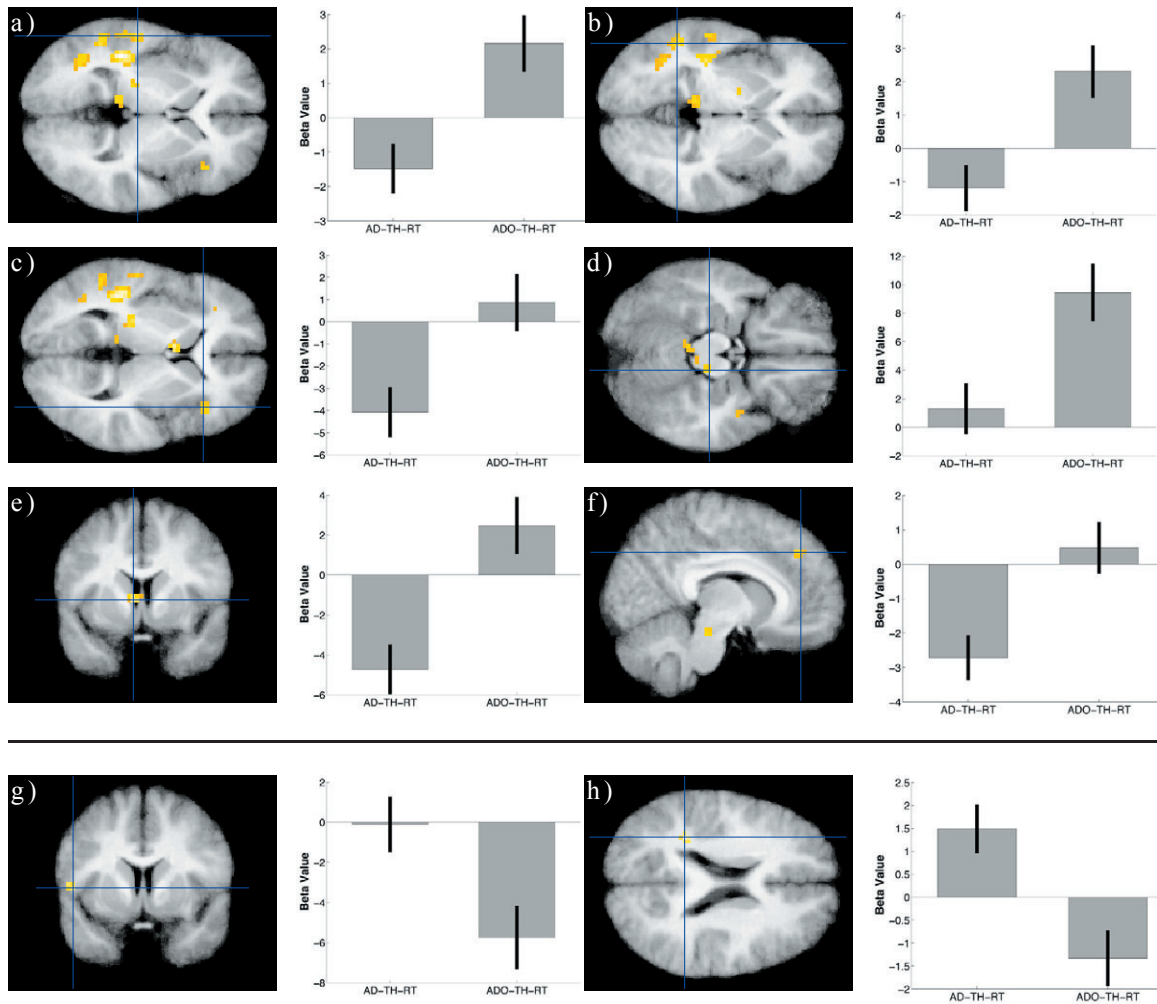 a)
3
2
1
0
−1
−2
3
Beta Value
AD-TH-RT ADO-TH-RT
b)
4
3
2
1
0
−1
−2
Beta Value
AD-TH-RT ADO-TH-RT
c)
3
2
1
0
−1
−2
−3
−4
−5
−6
Beta Value
AD-TH-RT ADO-TH-RT
d)
12
10
8
6
4
2
0
−2
Beta Value
AD-TH-RT ADO-TH-RT
e)
4
2
0
−2
−4
−6
Beta Value
AD-TH-RT ADO-TH-RT
f)
2
1
0
−1
−2
−3
−4
Beta Value
AD-TH-RT ADO-TH-RT
g)
2
0
−2
−4
−6
−8
Beta Value
AD-TH-RT ADO-TH-RT
h)
2.5
2
1.5
1
0.5
0
−0.5
−1
−1.5
−2
Beta Value
AD-TH-RT ADO-TH-RT